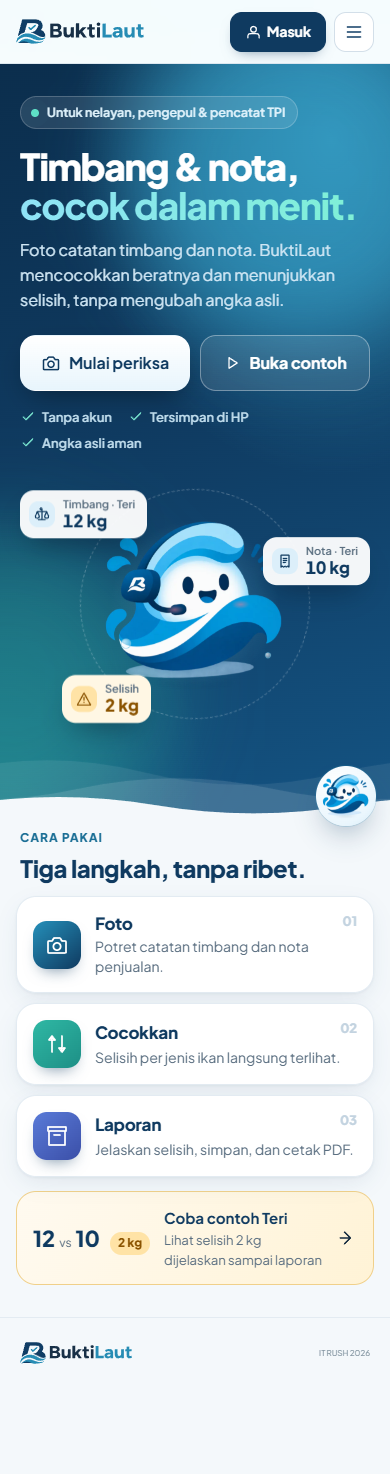 BuktiLaut
Masuk
Untuk nelayan, pengepul & pencatat TPI
Timbang & nota,
cocok dalam menit.
Foto catatan timbang dan nota. BuktiLaut
mencocokkan beratnya dan menunjukkan
selisih, tanpa mengubah angka asli.
Mulai periksa
Buka contoh
Tanpa akun
Tersimpan di HP
Angka asli aman
Timbang · Teri
12 kg
Nota · Teri
10 kg
Selisih
2 kg
CARA PAKAI
Tiga langkah, tanpa ribet.
Foto
01
Potret catatan timbang dan nota
penjualan.
Cocokkan
02
Selisih per jenis ikan langsung terlihat.
Laporan
03
Jelaskan selisih, simpan, dan cetak PDF.
12 vs 10 2 kg
Coba contoh Teri
Lihat selisih 2 kg
dijelaskan sampai laporan
BuktiLaut
ITRUSH 2026